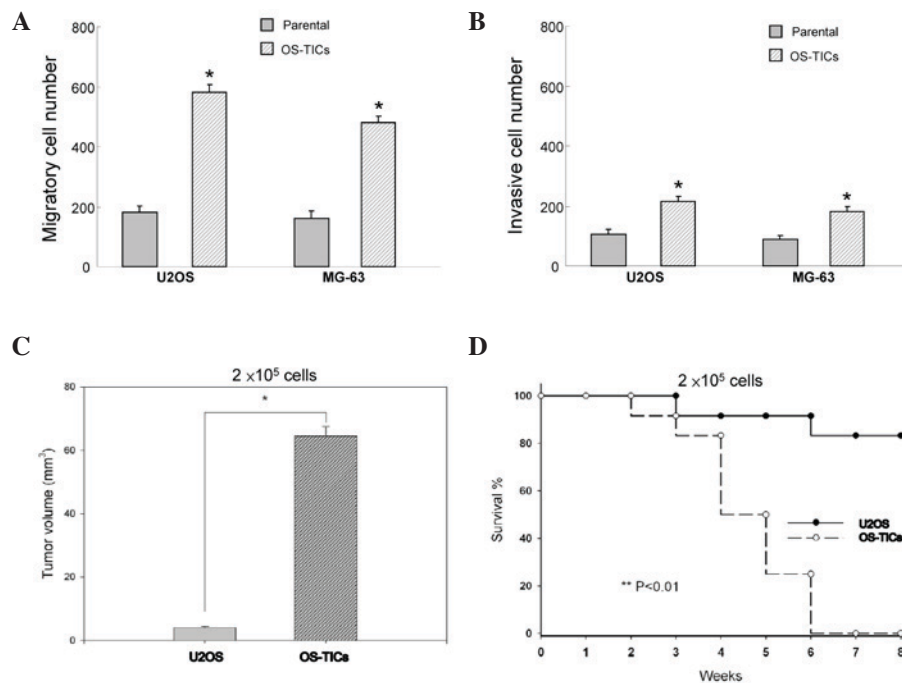 A
800
600
400
200
0
Migratory cell number
Parental
OS-TICs
*
*
U2OS
MG-63
B
800
600
400
200
0
Invasive cell number
Parental
OS-TICs
*
*
U2OS
MG-63
C
2 ×10⁵ cells
80
60
40
20
0
Tumor volume (mm³)
*
U2OS
OS-TICs
D
2 ×10⁵ cells
100
80
60
40
20
0
Survival %
U2OS
OS-TICs
** P<0.01
0 1 2 3 4 5 6 7 8
Weeks